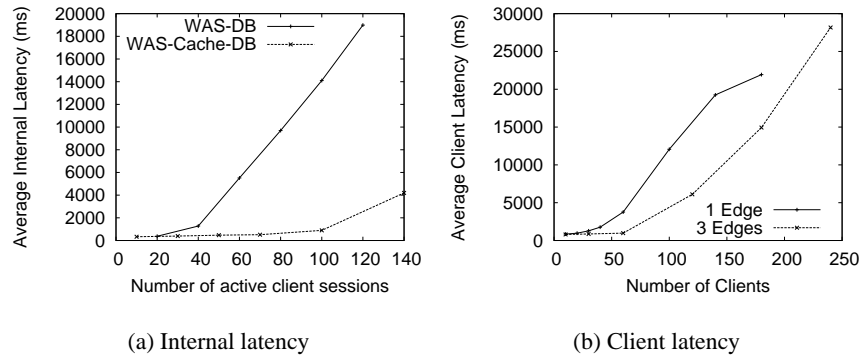 Average Internal Latency (ms)
20000
18000
16000
14000
12000
10000
8000
6000
4000
2000
0
WAS-DB
WAS-Cache-DB
0 20 40 60 80 100 120 140
Number of active client sessions
(a) Internal latency
Average Client Latency (ms)
30000
25000
20000
15000
10000
5000
0
1 Edge
3 Edges
0 50 100 150 200 250
Number of Clients
(b) Client latency